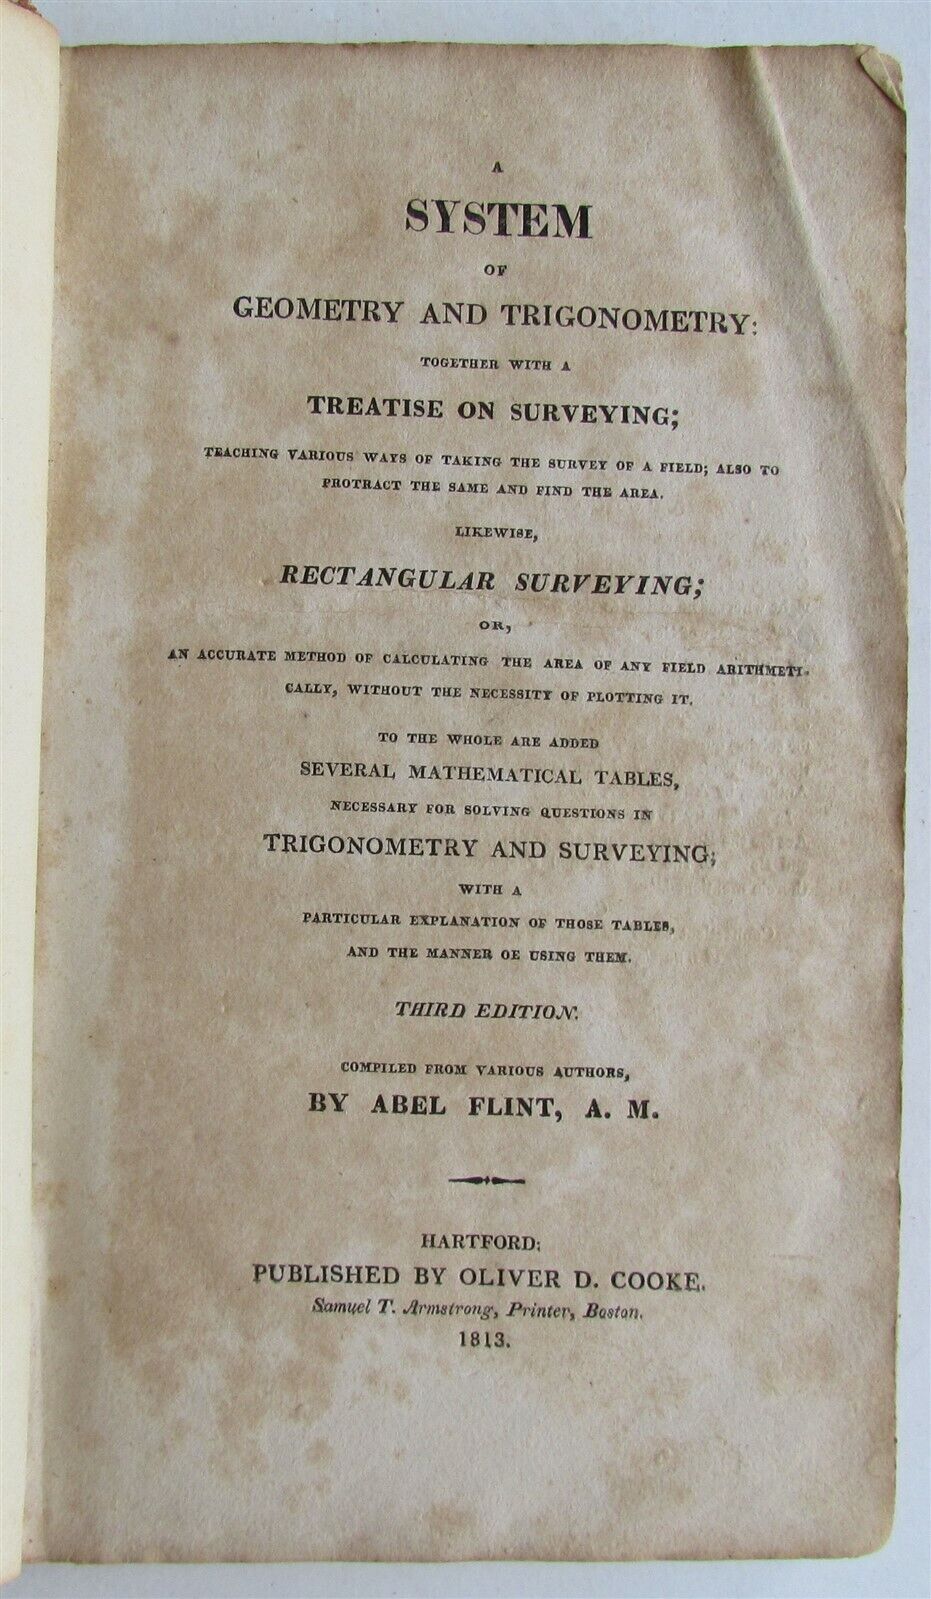 A
SYSTEM
OF
GEOMETRY AND TRIGONOMETRY:
TOGETHER WITH A
TREATISE ON SURVEYING;
TEACHING VARIOUS WAYS OF TAKING THE SURVEY OF A FIELD; ALSO TO
PROTRACT THE SAME AND FIND THE AREA.
LIKEWISE,
RECTANGULAR SURVEYING;
OR,
AN ACCURATE METHOD OF CALCULATING THE AREA OF ANY FIELD ARITHMETI-
CALLY, WITHOUT THE NECESSITY OF PLOTTING IT.
TO THE WHOLE ARE ADDED
SEVERAL MATHEMATICAL TABLES,
NECESSARY FOR SOLVING QUESTIONS IN
TRIGONOMETRY AND SURVEYING;
WITH A
PARTICULAR EXPLANATION OF THOSE TABLES,
AND THE MANNER OE USING THEM.
THIRD EDITION.
COMPILED FROM VARIOUS AUTHORS,
BY ABEL FLINT, A. M.
HARTFORD:
PUBLISHED BY OLIVER D. COOKE.
Samuel T. Armstrong, Printer, Boston.
1813.